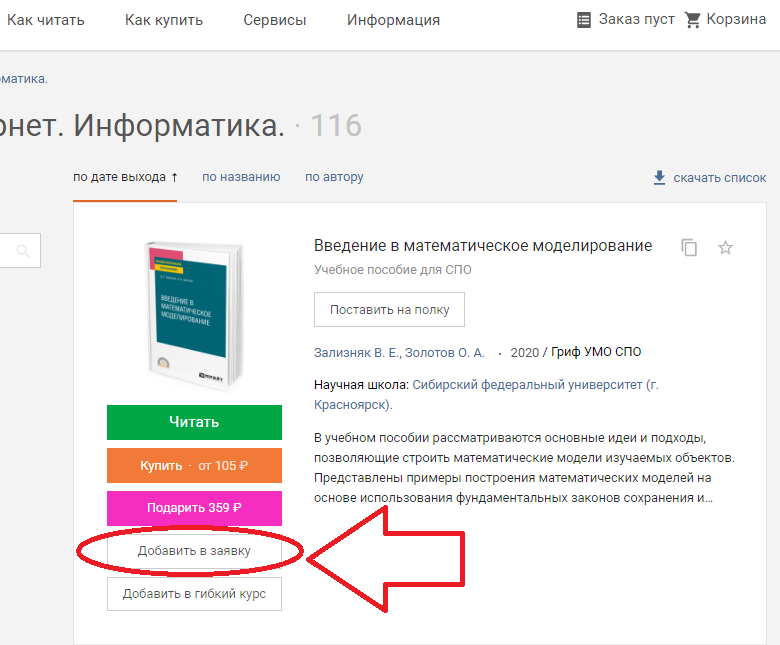 Как читать Как купить Сервисы Информация Заказ пуст Корзина
матика.
рнет. Информатика. · 116
по дате выхода ↑ по названию по автору скачать список
Введение в математическое моделирование
Учебное пособие для СПО
Поставить на полку
Зализняк В. Е., Золотов О. А. · 2020 / Гриф УМО СПО
Научная школа: Сибирский федеральный университет (г.
Красноярск).
В учебном пособии рассматриваются основные идеи и подходы,
позволяющие строить математические модели изучаемых объектов.
Представлены примеры построения математических моделей на
основе использования фундаментальных законов сохранения и...
ВВЕДЕНИЕ В
МАТЕМАТИЧЕСКОЕ
МОДЕЛИРОВАНИЕ
юрайт
Читать
Купить · от 105 ₽
Подарить 359 ₽
Добавить в заявку
Добавить в гибкий курс